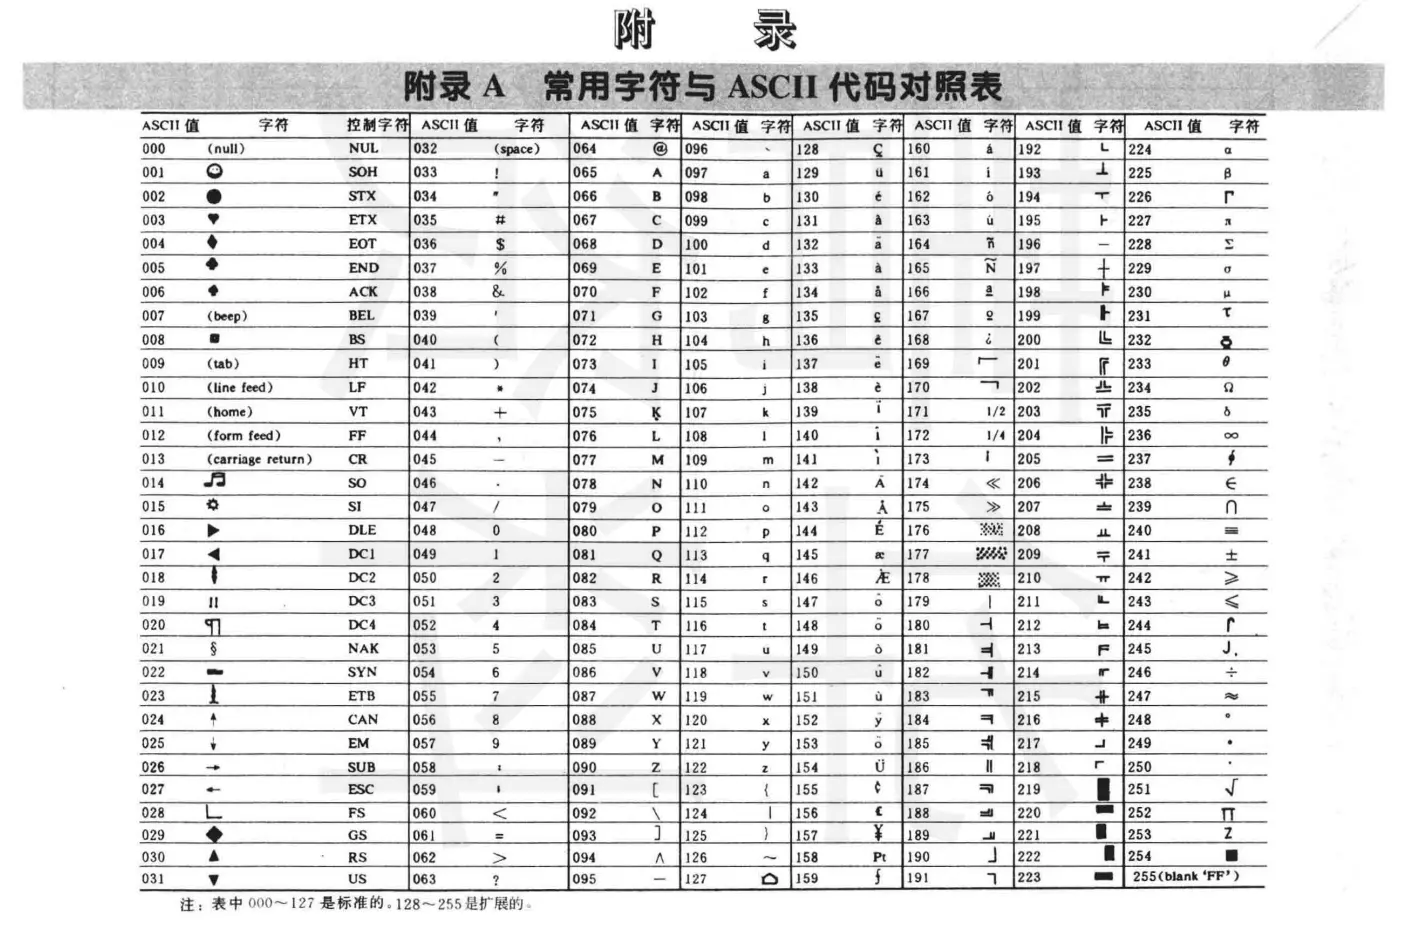 附 录
附录 A 常用字符与 ASCII 代码对照表
ASCII 值 字符 控制字符 ASCII 值 字符 ASCII 值 字符 ASCII 值 字符 ASCII 值 字符 ASCII 值 字符 ASCII 值 字符 ASCII 值 字符
000 (null) NUL 032 (space) 064 @ 096 ` 128 Ç 160 á 192 └ 224 α
001 ☺ SOH 033 ! 065 A 097 a 129 ü 161 í 193 ┴ 225 β
002 ● STX 034 " 066 B 098 b 130 é 162 ó 194 ┬ 226 Γ
003 ♥ ETX 035 # 067 C 099 c 131 â 163 ú 195 ├ 227 π
004 ♦ EOT 036 $ 068 D 100 d 132 ä 164 ñ 196 ─ 228 Σ
005 ♣ END 037 % 069 E 101 e 133 à 165 Ñ 197 ┼ 229 σ
006 ♠ ACK 038 & 070 F 102 f 134 å 166 ª 198 ╞ 230 μ
007 (beep) BEL 039 ' 071 G 103 g 135 ç 167 º 199 ╟ 231 τ
008 ◘ BS 040 ( 072 H 104 h 136 ê 168 ¿ 200 ╚ 232
009 (tab) HT 041 ) 073 I 105 i 137 ë 169 ⌐ 201 ╔ 233 θ
010 (line feed) LF 042 * 074 J 106 j 138 è 170 ¬ 202 ╩ 234 Ω
011 (home) VT 043 + 075 K 107 k 139 ï 171 1/2 203 ╦ 235 δ
012 (form feed) FF 044 , 076 L 108 l 140 î 172 1/4 204 ╠ 236 ∞
013 (carriage return) CR 045 — 077 M 109 m 141 ì 173 ¡ 205 ═ 237 ∮
014 ♫ SO 046 . 078 N 110 n 142 Ä 174 ≪ 206 ╬ 238 ∈
015 ☼ SI 047 / 079 O 111 o 143 Å 175 ≫ 207 ╧ 239 ∩
016 ▶ DLE 048 0 080 P 112 p 144 É 176 ░ 208 ╨ 240 ≡
017 ◀ DC1 049 1 081 Q 113 q 145 æ 177 ▒ 209 ╤ 241 ±
018 ↕ DC2 050 2 082 R 114 r 146 Æ 178 ▓ 210 ╥ 242 ≥
019 ‼ DC3 051 3 083 S 115 s 147 ô 179 │ 211 ╙ 243 ≤
020 ¶ DC4 052 4 084 T 116 t 148 ö 180 ┤ 212 ╘ 244 ⌠
021 § NAK 053 5 085 U 117 u 149 ò 181 ╡ 213 ╒ 245 ⌡
022 ▬ SYN 054 6 086 V 118 v 150 û 182 ╢ 214 ╓ 246 ÷
023 ↨ ETB 055 7 087 W 119 w 151 ù 183 ╖ 215 ╫ 247 ≈
024 ↑ CAN 056 8 088 X 120 x 152 ÿ 184 ╕ 216 ╪ 248 °
025 ↓ EM 057 9 089 Y 121 y 153 ö 185 ╣ 217 ┘ 249 •
026 → SUB 058 : 090 Z 122 z 154 Ü 186 ║ 218 ┌ 250 ·
027 ← ESC 059 ; 091 [ 123 { 155 ¢ 187 ╗ 219 █ 251 √
028 ∟ FS 060 < 092 \ 124 | 156 £ 188 ╝ 220 ▄ 252 Π
029 ◆ GS 061 = 093 ] 125 } 157 ¥ 189 ╜ 221 ▌ 253 Z
030 ▲ RS 062 > 094 ∧ 126 ~ 158 Pt 190 ╛ 222 ▐ 254 ■
031 ▼ US 063 ? 095 — 127 ⌂ 159 ƒ 191 ┐ 223 ▀ 255(blank 'FF')
注：表中 000～127 是标准的。128～255是扩展的。